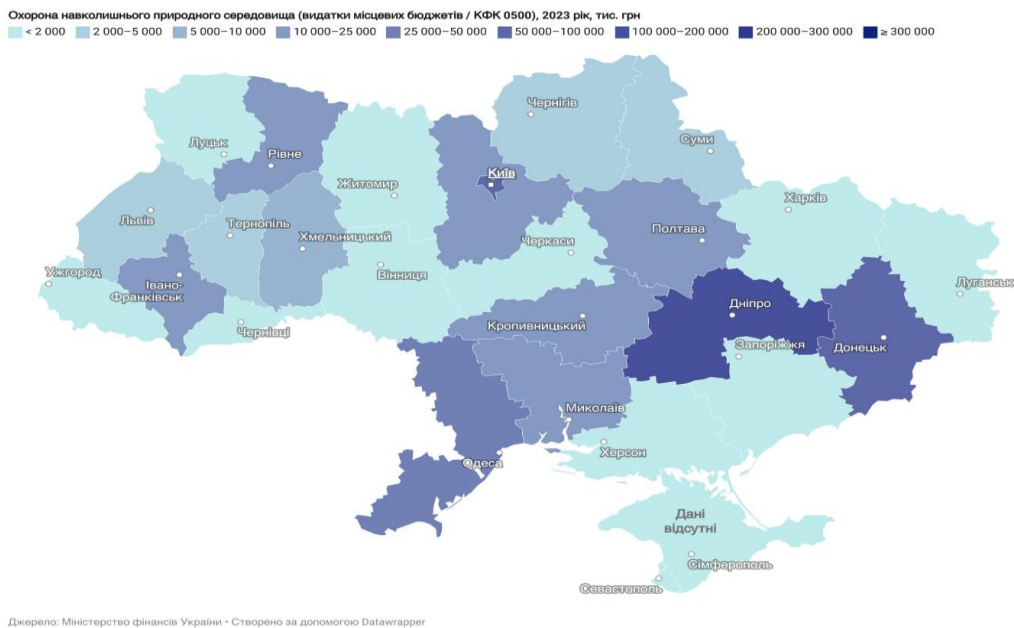 Охорона навколишнього природного середовища (видатки місцевих бюджетів / КФК 0500), 2023 рік, тис. грн
< 2 000 2 000–5 000 5 000–10 000 10 000–25 000 25 000–50 000 50 000–100 000 100 000–200 000 200 000–300 000 ≥ 300 000
Чернігів
Луцьк
Суми
Рівне
Київ
Житомир
Харків
Львів
Тернопіль
Полтава
Хмельницький
Черкаси
Ужгород
Вінниця
Івано-
Франківськ
Луганськ
Дніпро
Кропивницький
Чернівці
Запоріжжя
Донецьк
Миколаїв
Херсон
Одеса
Дані
відсутні
Сімферополь
Севастополь
Джерело: Міністерство фінансів України • Створено за допомогою Datawrapper